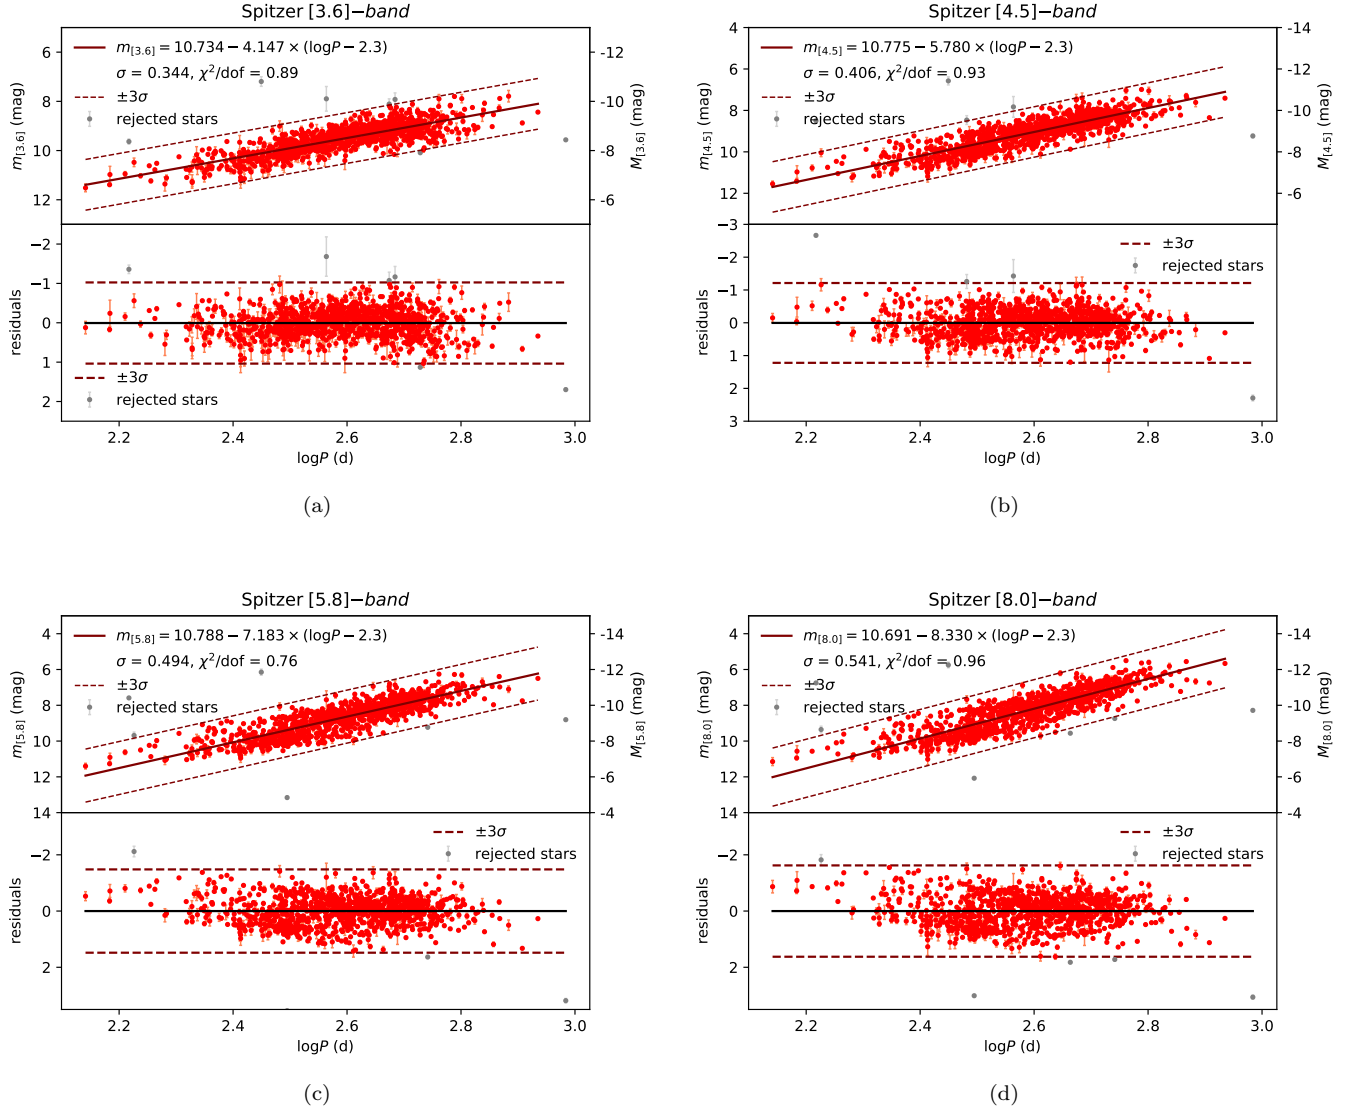 Spitzer [3.6]−band
m[3.6] = 10.734 − 4.147 × (logP − 2.3)
σ = 0.344, χ²/dof = 0.89
±3σ
rejected stars
6
8
10
12
m[3.6] (mag)
-12
-10
-8
-6
M[3.6] (mag)
−2
−1
0
1
2
residuals
±3σ
rejected stars
2.2 2.4 2.6 2.8 3.0
logP (d)
(a)
Spitzer [4.5]−band
m[4.5] = 10.775 − 5.780 × (logP − 2.3)
σ = 0.406, χ²/dof = 0.93
±3σ
rejected stars
4
6
8
10
12
m[4.5] (mag)
-14
-12
-10
-8
-6
M[4.5] (mag)
−3
−2
−1
0
1
2
3
residuals
±3σ
rejected stars
2.2 2.4 2.6 2.8 3.0
logP (d)
(b)
Spitzer [5.8]−band
m[5.8] = 10.788 − 7.183 × (logP − 2.3)
σ = 0.494, χ²/dof = 0.76
±3σ
rejected stars
4
6
8
10
12
14
m[5.8] (mag)
-14
-12
-10
-8
-6
-4
M[5.8] (mag)
−2
0
2
residuals
±3σ
rejected stars
2.2 2.4 2.6 2.8 3.0
logP (d)
(c)
Spitzer [8.0]−band
m[8.0] = 10.691 − 8.330 × (logP − 2.3)
σ = 0.541, χ²/dof = 0.96
±3σ
rejected stars
4
6
8
10
12
14
m[8.0] (mag)
-14
-12
-10
-8
-6
-4
M[8.0] (mag)
−2
0
2
residuals
±3σ
rejected stars
2.2 2.4 2.6 2.8 3.0
logP (d)
(d)